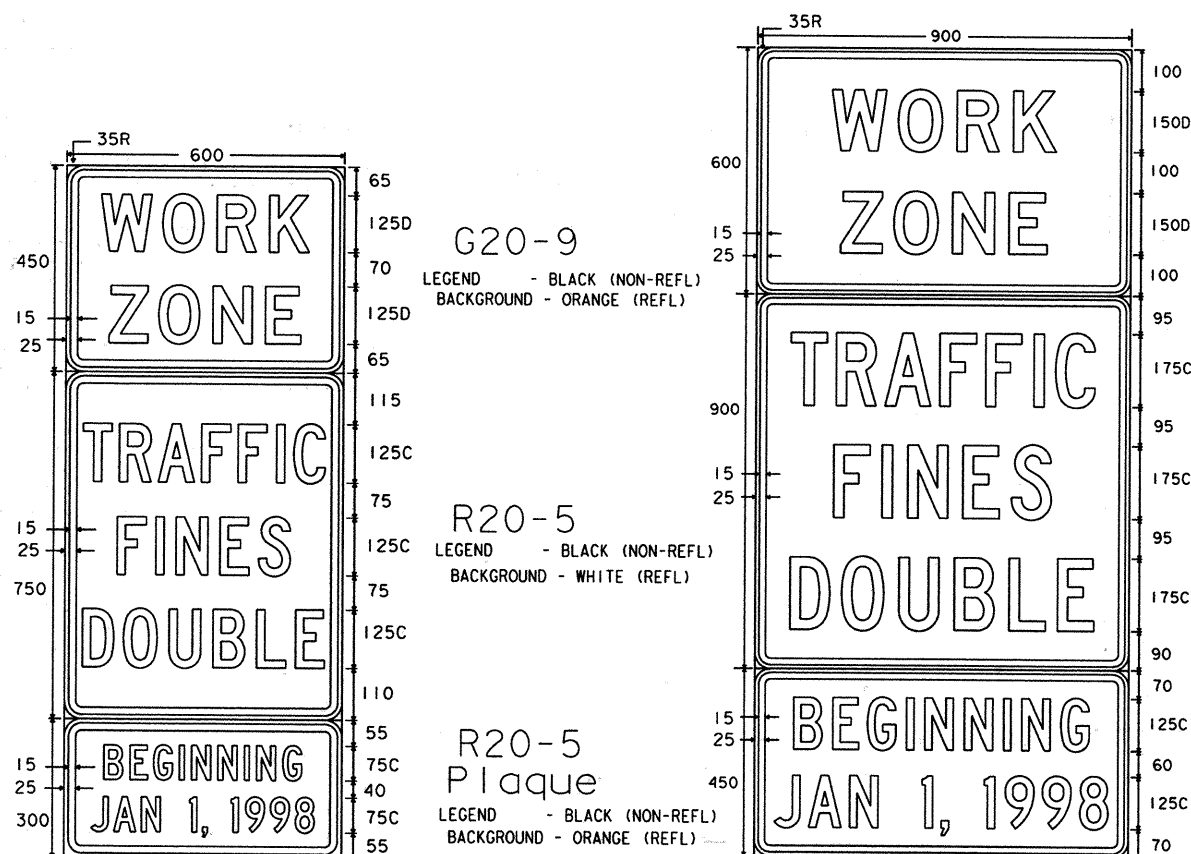 35R
600
WORK
ZONE
450
15
25
65
125D
70
125D
65
TRAFFIC
FINES
DOUBLE
15
25
750
115
125C
75
125C
75
125C
110
BEGINNING
JAN 1, 1998
15
25
300
55
75C
40
75C
55
G20-9
LEGEND - BLACK (NON-REFL)
BACKGROUND - ORANGE (REFL)
R20-5
LEGEND - BLACK (NON-REFL)
BACKGROUND - WHITE (REFL)
R20-5
Plaque
LEGEND - BLACK (NON-REFL)
BACKGROUND - ORANGE (REFL)
35R
900
WORK
ZONE
600
15
25
100
150D
100
150D
100
TRAFFIC
FINES
DOUBLE
900
15
25
95
175C
95
175C
95
175C
90
BEGINNING
JAN 1, 1998
15
25
450
70
125C
60
125C
70